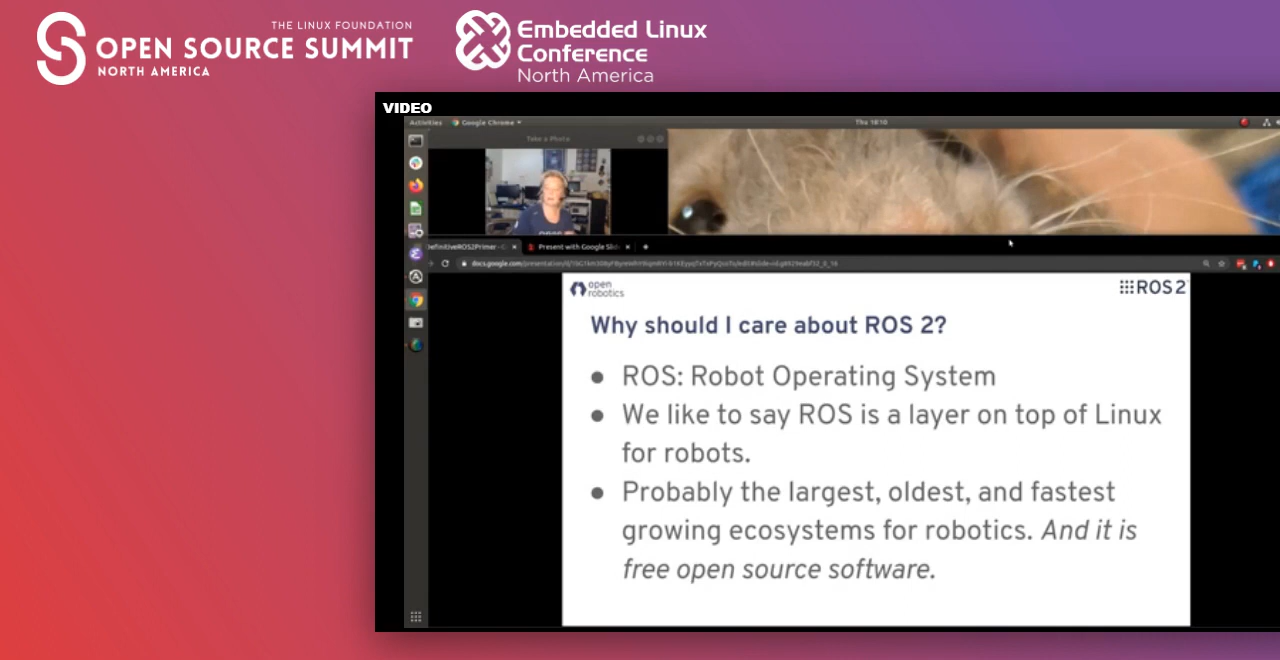 THE LINUX FOUNDATION
OPEN SOURCE SUMMIT
NORTH AMERICA
Embedded Linux
Conference
North America
VIDEO
Activities
Google Chrome
Thu 18:10
Take a Photo
DefinitiveROS2Primer - G
Present with Google Slid
open
robotics
ROS 2
Why should I care about ROS 2?
● ROS: Robot Operating System
● We like to say ROS is a layer on top of Linux
for robots.
● Probably the largest, oldest, and fastest
growing ecosystems for robotics. And it is
free open source software.